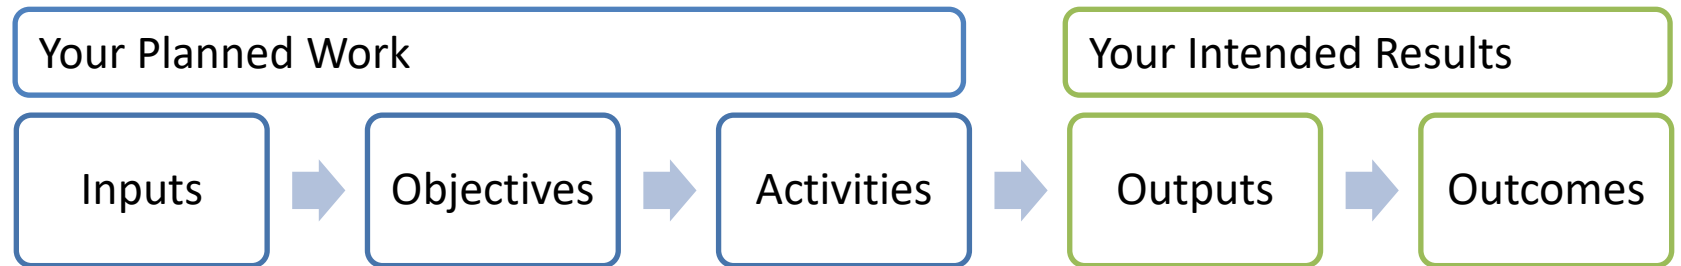 Your Planned Work
Your Intended Results
Inputs
Objectives
Activities
Outputs
Outcomes